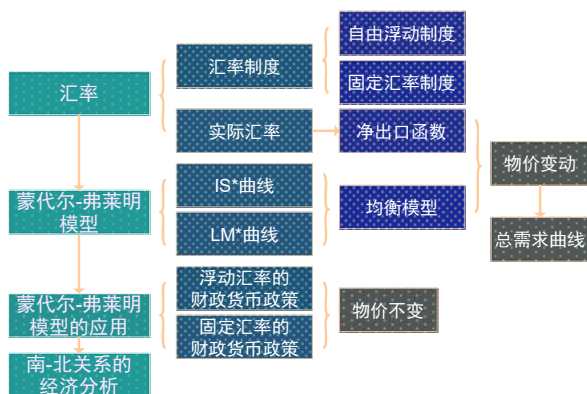 汇率
汇率制度
自由浮动制度
固定汇率制度
实际汇率
净出口函数
物价变动
总需求曲线
蒙代尔-弗莱明
模型
IS*曲线
LM*曲线
均衡模型
蒙代尔-弗莱明
模型的应用
浮动汇率的
财政货币政策
固定汇率的
财政货币政策
物价不变
南-北关系的
经济分析